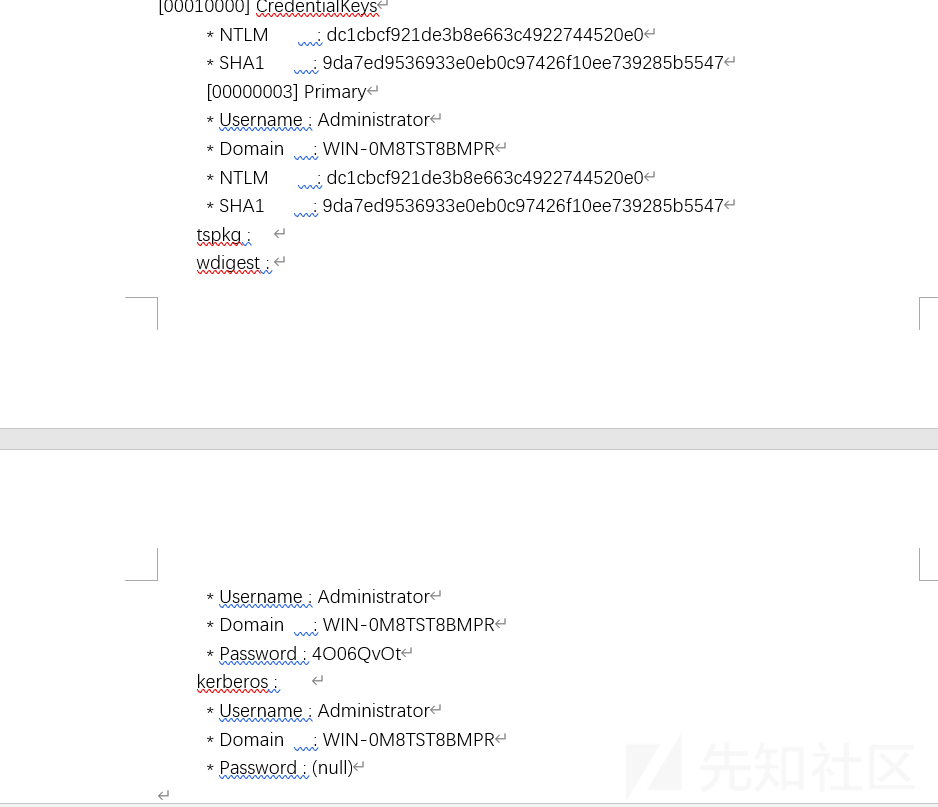 [00010000] CredentialKeys
* NTLM : dc1cbcf921de3b8e663c4922744520e0
* SHA1 : 9da7ed9536933e0eb0c97426f10ee739285b5547
[00000003] Primary
* Username : Administrator
* Domain : WIN-0M8TST8BMPR
* NTLM : dc1cbcf921de3b8e663c4922744520e0
* SHA1 : 9da7ed9536933e0eb0c97426f10ee739285b5547
tspkg :
wdigest :
* Username : Administrator
* Domain : WIN-0M8TST8BMPR
* Password : 4O06QvOt
kerberos :
* Username : Administrator
* Domain : WIN-0M8TST8BMPR
* Password : (null)
先知社区